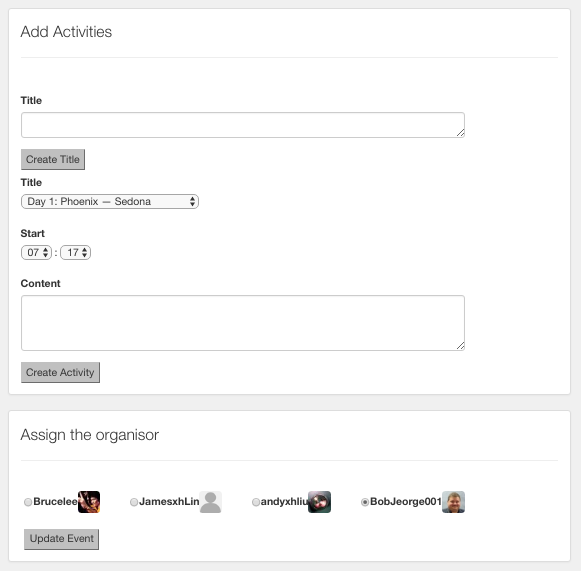 Add Activities
Title
Create Title
Title
Day 1: Phoenix — Sedona
Start
07 : 17
Content
Create Activity
Assign the organisor
Brucelee JamesxhLin andyxhliu BobJeorge001
Update Event